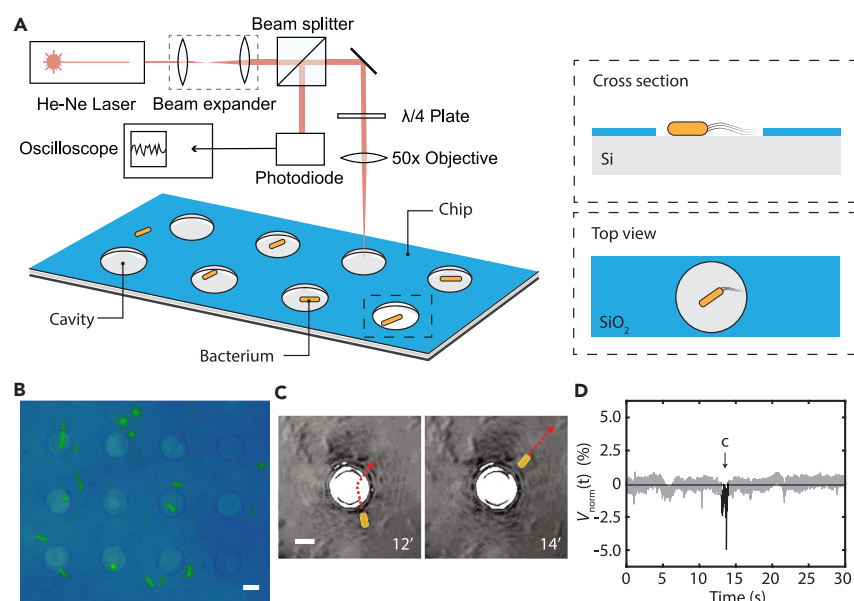 A
Beam splitter
He-Ne Laser
Beam expander
λ/4 Plate
Oscilloscope
Photodiode
50x Objective
Chip
Cavity
Bacterium
Cross section
Si
Top view
SiO2
B
C
12’
14’
D
5.0
2.5
0
-2.5
-5.0
Vnorm(t) (%)
c
0 5 10 15 20 25 30
Time (s)